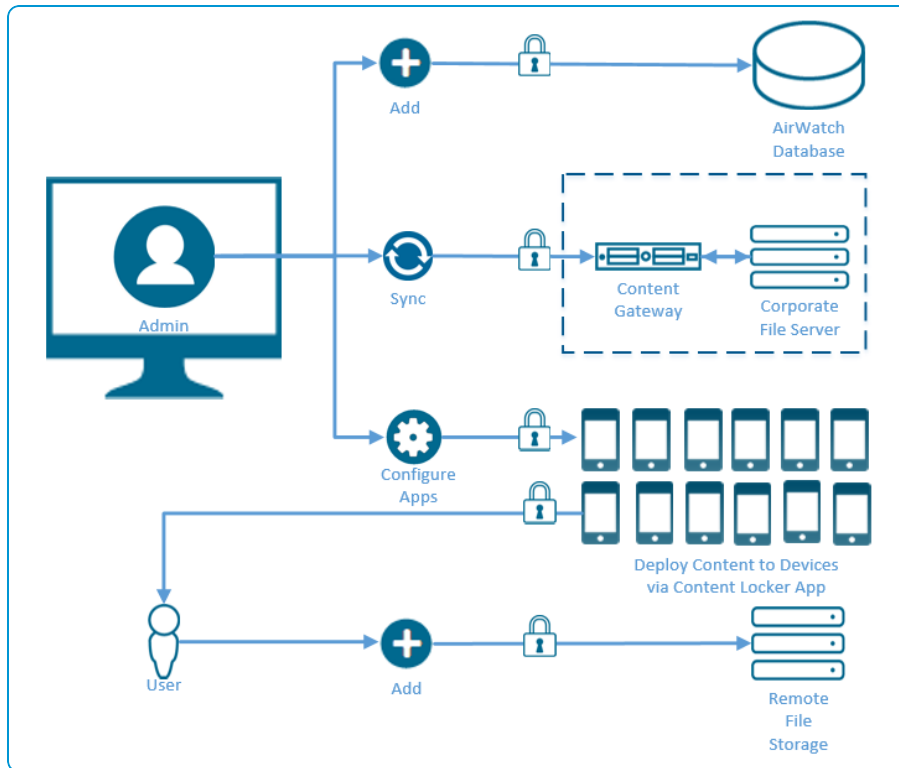 Add
AirWatch
Database
Admin
Sync
Content
Gateway
Corporate
File Server
Configure
Apps
Deploy Content to Devices
via Content Locker App
User
Add
Remote
File
Storage